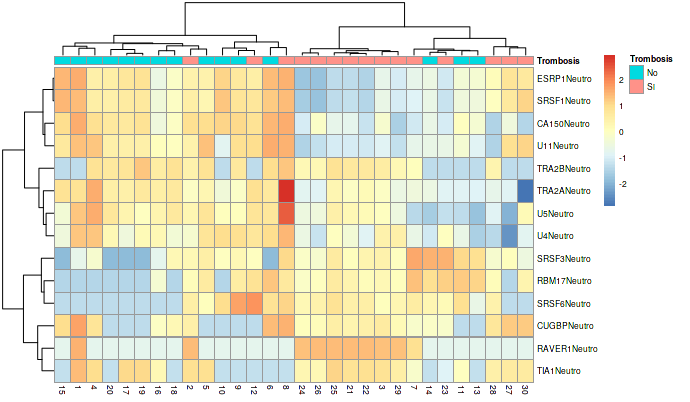 Trombosis
ESRP1Neutro
SRSF1Neutro
CA150Neutro
U11Neutro
TRA2BNeutro
TRA2ANeutro
U5Neutro
U4Neutro
SRSF3Neutro
RBM17Neutro
SRSF6Neutro
CUGBPNeutro
RAVER1Neutro
TIA1Neutro
15 1 4 20 17 19 16 18 2 5 10 9 12 6 8 24 26 25 21 22 3 29 7 14 23 11 13 28 27 30
2
1
0
-1
-2
Trombosis
No
SI